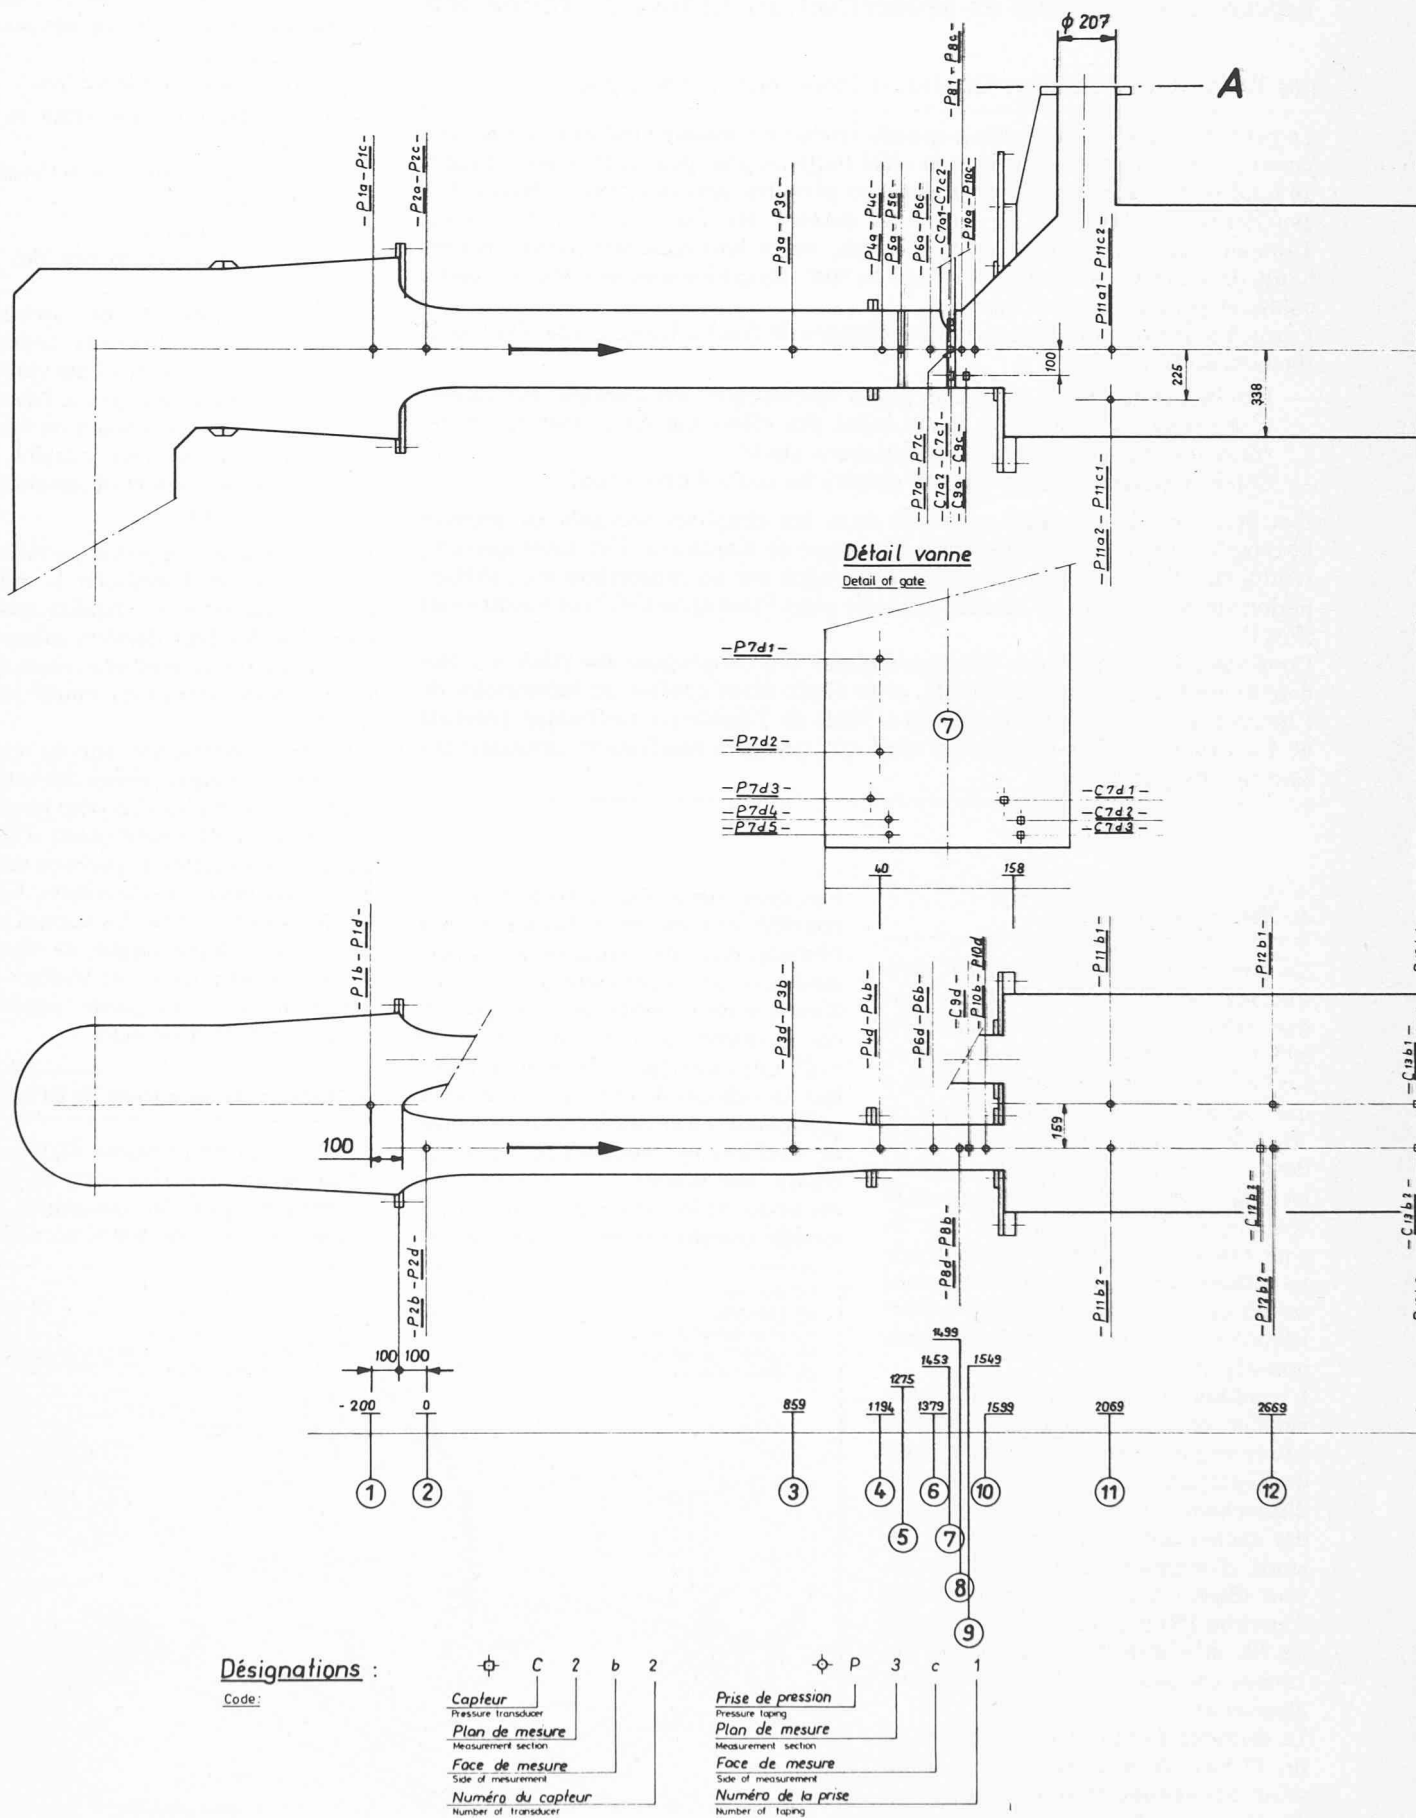 ϕ 207
A
-P81-P8c-
-P1a-P1c-
-P2a-P2c-
-P3a-P3c-
-P4a-P4c-
-P5a-P5c-
-P6a-P6c-
-C7a1-C7c2
-P10a-P10c-
-P11a1-P11c2-
100
225
338
-P7a-P7c-
-C7a2-C7c1-
-C9a-C9c-
-P11a2-P11c1-
Détail vanne
Detail of gate
-P7d1-
7
-P7d2-
-P7d3-
-P7d4-
-P7d5-
-C7d1-
-C7d2-
-C7d3-
40
158
-P1b-P1d-
-P3d-P3b-
-P4d-P4b-
-P6d-P6b-
-C9d-
-P10b-P10d
-P11b1-
-P12b1-
-C13b1-
100
159
-P2b-P2d-
-P8d-P8b-
-P11b2-
-C12b2-
-P12b2-
-C13b2-
100 100
-200
0
859
1194
1275
1379
1453
1499
1549
1599
2069
2669
1
2
3
4
5
6
7
8
9
10
11
12
Désignations :
Code:
C 2 b 2
Capteur
Pressure transducer
Plan de mesure
Measurement section
Face de mesure
Side of mesurement
Numéro du capteur
Number of transducer
P 3 c 1
Prise de pression
Pressure taping
Plan de mesure
Measurement section
Face de mesure
Side of measurement
Numéro de la prise
Number of taping